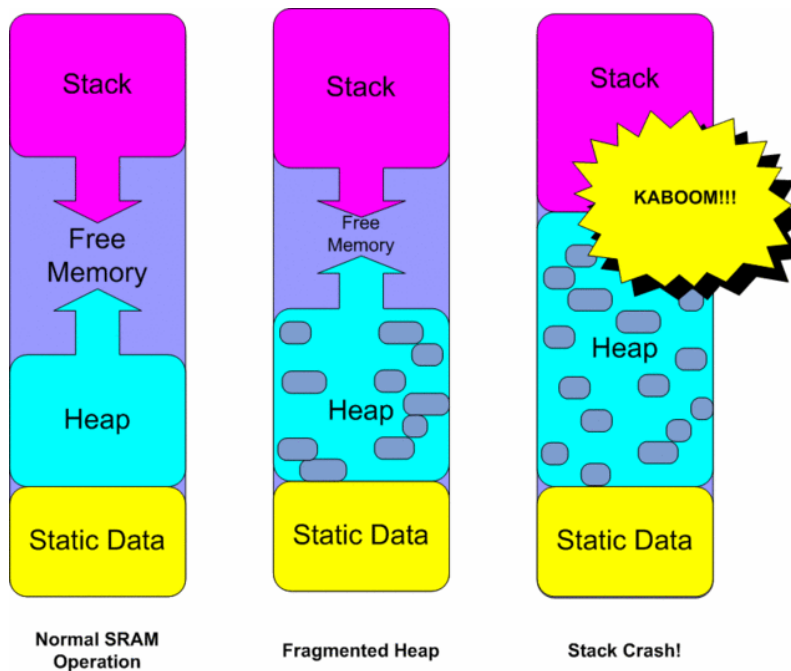 Stack
Free
Memory
Heap
Static Data
Normal SRAM
Operation
Stack
Free
Memory
Heap
Static Data
Fragmented Heap
Stack
KABOOM!!!
Heap
Static Data
Stack Crash!